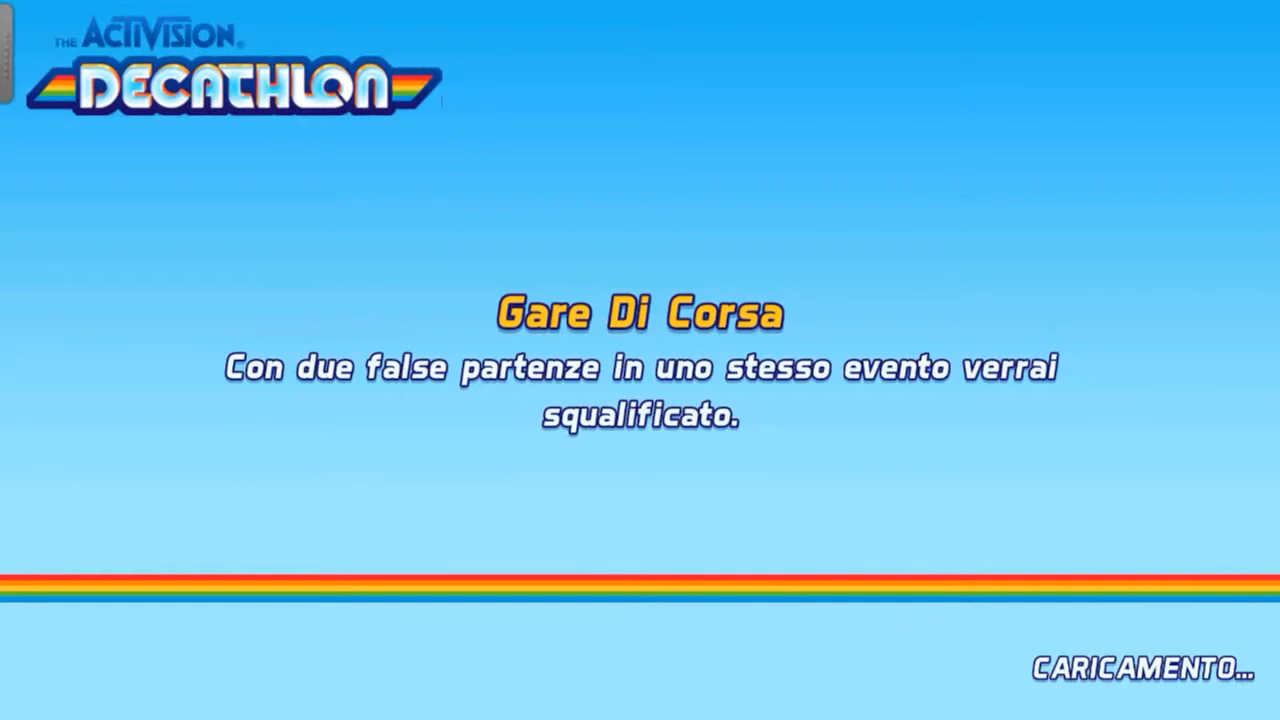 THE ACTIVISION®
DECATHLON
Gare Di Corsa
Con due false partenze in uno stesso evento verrai
squalificato.
CARICAMENTO...